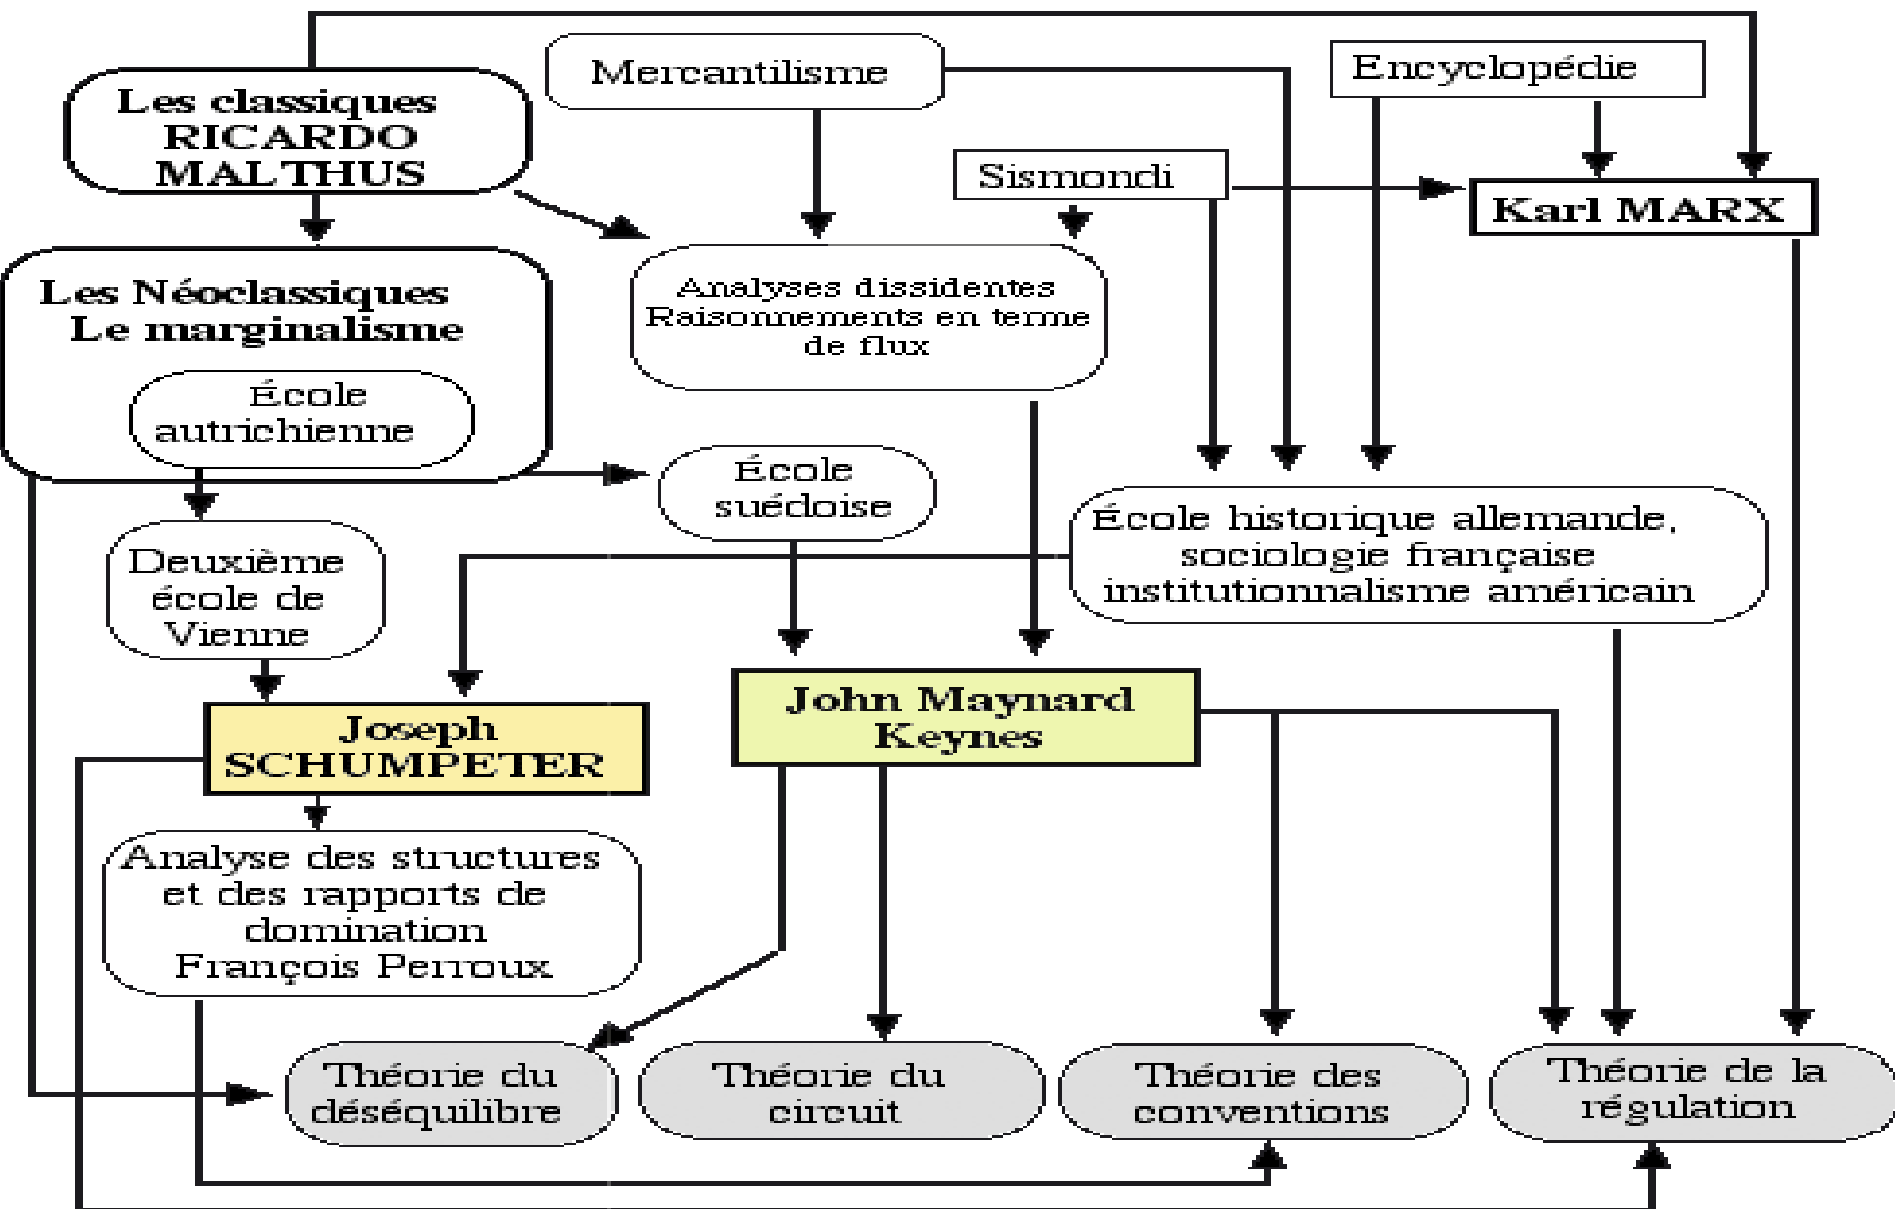 Les classiques
RICARDO
MALTHUS
Mercantilisme
Encyclopédie
Sismondi
Karl MARX
Les Néoclassiques
Le marginalisme
École
autrichienne
Analyses dissidentes
Raisonnements en terme
de flux
École
suédoise
École historique allemande,
sociologie française
institutionnalisme américain
Deuxième
école de
Vienne
Joseph
SCHUMPETER
John Maynard
Keynes
Analyse des structures
et des rapports de
domination
François Perroux
Théorie du
déséquilibre
Théorie du
circuit
Théorie des
conventions
Théorie de la
régulation